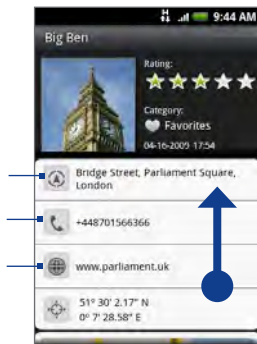 H
9:44 AM
Big Ben
Rating:
Category:
Favorites
04-16-2009 17:54
Bridge Street, Parliament Square,
London
+448701566366
www.parliament.uk
51° 30' 2.17" N
0° 7' 28.58" E